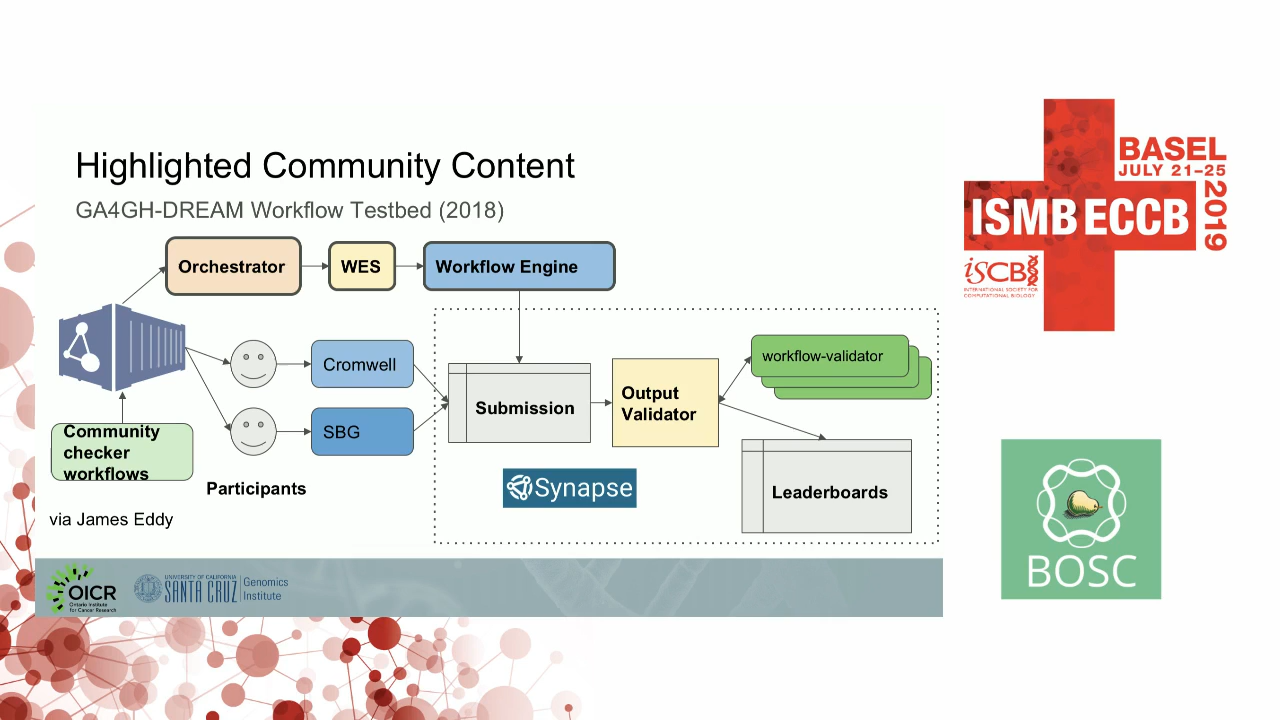 Highlighted Community Content
GA4GH-DREAM Workflow Testbed (2018)
Orchestrator
WES
Workflow Engine
Cromwell
SBG
Community
checker
workflows
Participants
via James Eddy
Submission
Output
Validator
workflow-validator
Leaderboards
Synapse
OICR
Ontario Institute
for Cancer Research
UNIVERSITY OF CALIFORNIA
SANTA CRUZ
Genomics
Institute
BASEL
JULY 21–25
2019
ISMB ECCB
iSCB
INTERNATIONAL SOCIETY FOR
COMPUTATIONAL BIOLOGY
BOSC